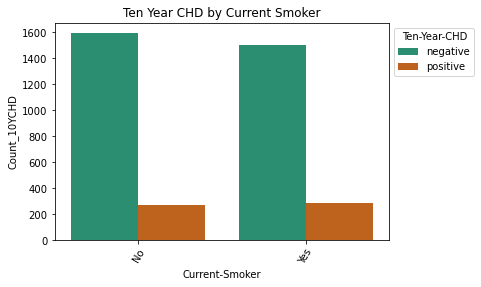 Ten Year CHD by Current Smoker
Ten-Year-CHD
negative
positive
Count_10YCHD
1600
1400
1200
1000
800
600
400
200
0
No
Yes
Current-Smoker